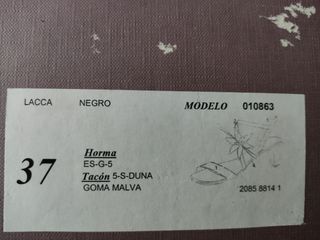 LACCA NEGRO MODELO 010863
37
Horma
ES-G-5
Tacón 5-S-DUNA
GOMA MALVA
2085 8814 1